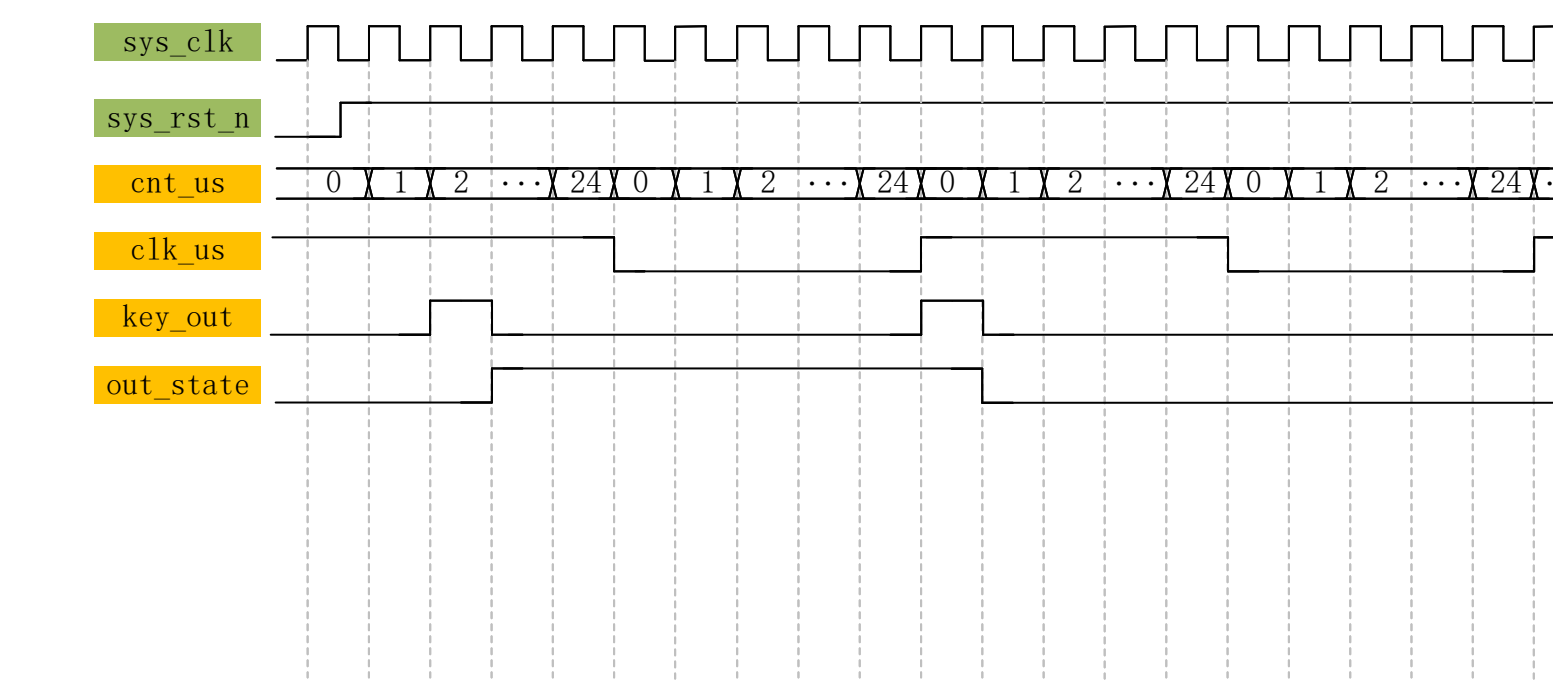 sys_clk
sys_rst_n
cnt_us 0 1 2 ··· 24 0 1 2 ··· 24 0 1 2 ··· 24 0 1 2 ··· 24 ·
clk_us
key_out
out_state